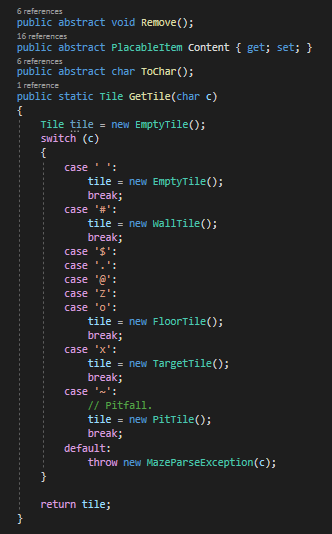 6 references
public abstract void Remove();
16 references
public abstract PlacableItem Content { get; set; }
6 references
public abstract char ToChar();
1 reference
public static Tile GetTile(char c)
{
    Tile tile = new EmptyTile();
    switch (c)
    {
        case ' ':
            tile = new EmptyTile();
            break;
        case '#':
            tile = new WallTile();
            break;
        case '$':
        case '.':
        case '@':
        case 'Z':
        case 'o':
            tile = new FloorTile();
            break;
        case 'x':
            tile = new TargetTile();
            break;
        case '~':
            // Pitfall.
            tile = new PitTile();
            break;
        default:
            throw new MazeParseException(c);
    }
    return tile;
}